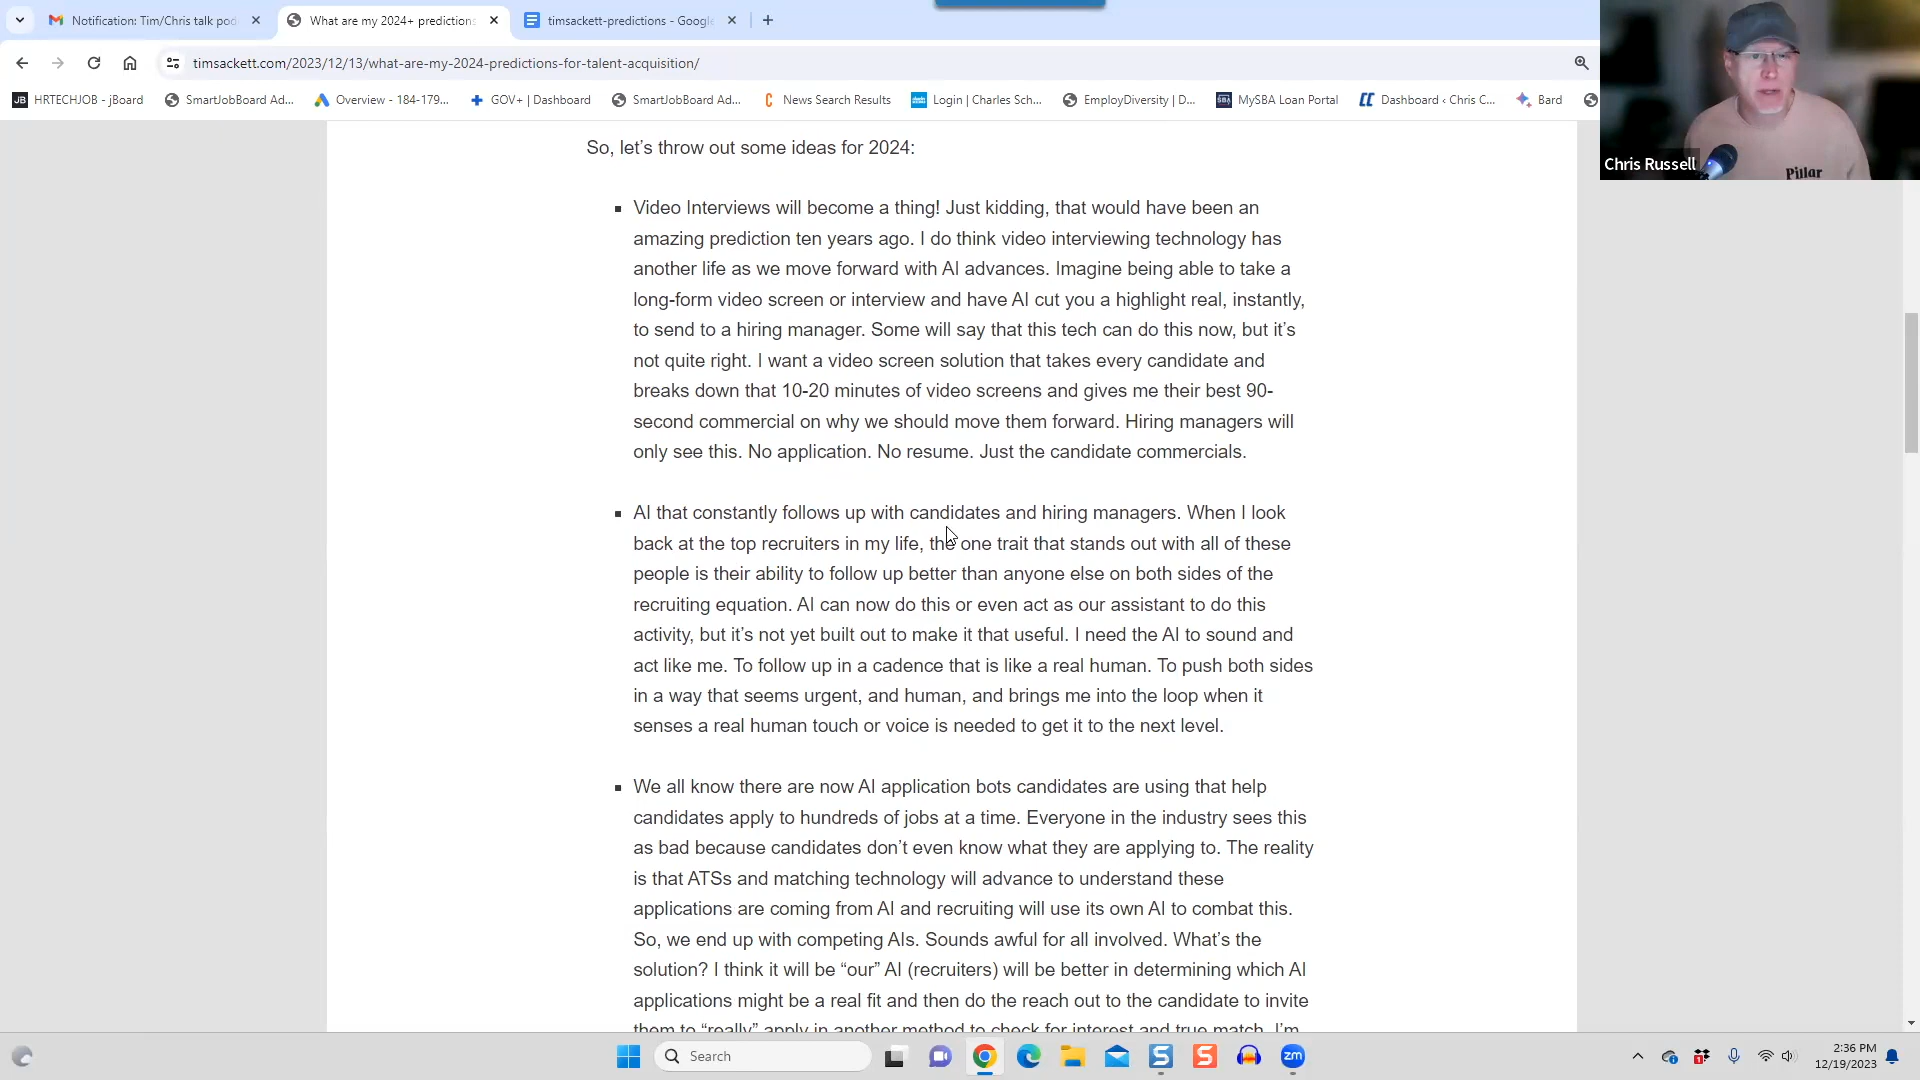 Notification: Tim/Chris talk pod
What are my 2024+ predictions
timsackett-predictions - Google
timsackett.com/2023/12/13/what-are-my-2024-predictions-for-talent-acquisition/
JB HRTECHJOB - jBoard
SmartJobBoard Ad...
Overview - 184-179...
GOV+ | Dashboard
SmartJobBoard Ad...
News Search Results
Login | Charles Sch...
EmployDiversity | D...
SBA MySBA Loan Portal
Dashboard ‹ Chris C...
Bard
Chris Russell
Pillar
So, let’s throw out some ideas for 2024:
Video Interviews will become a thing! Just kidding, that would have been an
amazing prediction ten years ago. I do think video interviewing technology has
another life as we move forward with AI advances. Imagine being able to take a
long-form video screen or interview and have AI cut you a highlight real, instantly,
to send to a hiring manager. Some will say that this tech can do this now, but it’s
not quite right. I want a video screen solution that takes every candidate and
breaks down that 10-20 minutes of video screens and gives me their best 90-
second commercial on why we should move them forward. Hiring managers will
only see this. No application. No resume. Just the candidate commercials.
AI that constantly follows up with candidates and hiring managers. When I look
back at the top recruiters in my life, the one trait that stands out with all of these
people is their ability to follow up better than anyone else on both sides of the
recruiting equation. AI can now do this or even act as our assistant to do this
activity, but it’s not yet built out to make it that useful. I need the AI to sound and
act like me. To follow up in a cadence that is like a real human. To push both sides
in a way that seems urgent, and human, and brings me into the loop when it
senses a real human touch or voice is needed to get it to the next level.
We all know there are now AI application bots candidates are using that help
candidates apply to hundreds of jobs at a time. Everyone in the industry sees this
as bad because candidates don’t even know what they are applying to. The reality
is that ATSs and matching technology will advance to understand these
applications are coming from AI and recruiting will use its own AI to combat this.
So, we end up with competing AIs. Sounds awful for all involved. What’s the
solution? I think it will be “our” AI (recruiters) will be better in determining which AI
applications might be a real fit and then do the reach out to the candidate to invite
them to “really” apply in another method to check for interest and true match. I’m
Search
zm
2:36 PM
12/19/2023